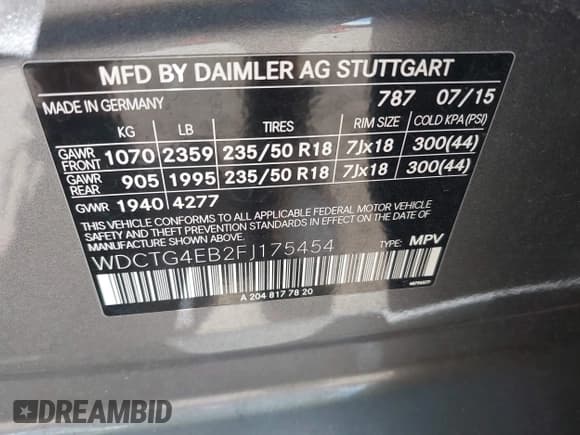 MFD BY DAIMLER AG STUTTGART
MADE IN GERMANY 787 07/15
KG LB TIRES RIM SIZE COLD KPA(PSI)
GAWR FRONT 1070 2359 235/50 R18 7Jx18 300(44)
GAWR REAR 905 1995 235/50 R18 7Jx18 300(44)
GVWR 1940 4277
THIS VEHICLE CONFORMS TO ALL APPLICABLE FEDERAL MOTOR VEHICLE
SAFETY AND THEFT PREVENTION STANDARDS IN EFFECT ON THE DATE OF
MANUFACTURE SHOWN ABOVE.
WDCTG4EB2FJ175454 TYPE: MPV
A 204 817 78 20
DREAMBID